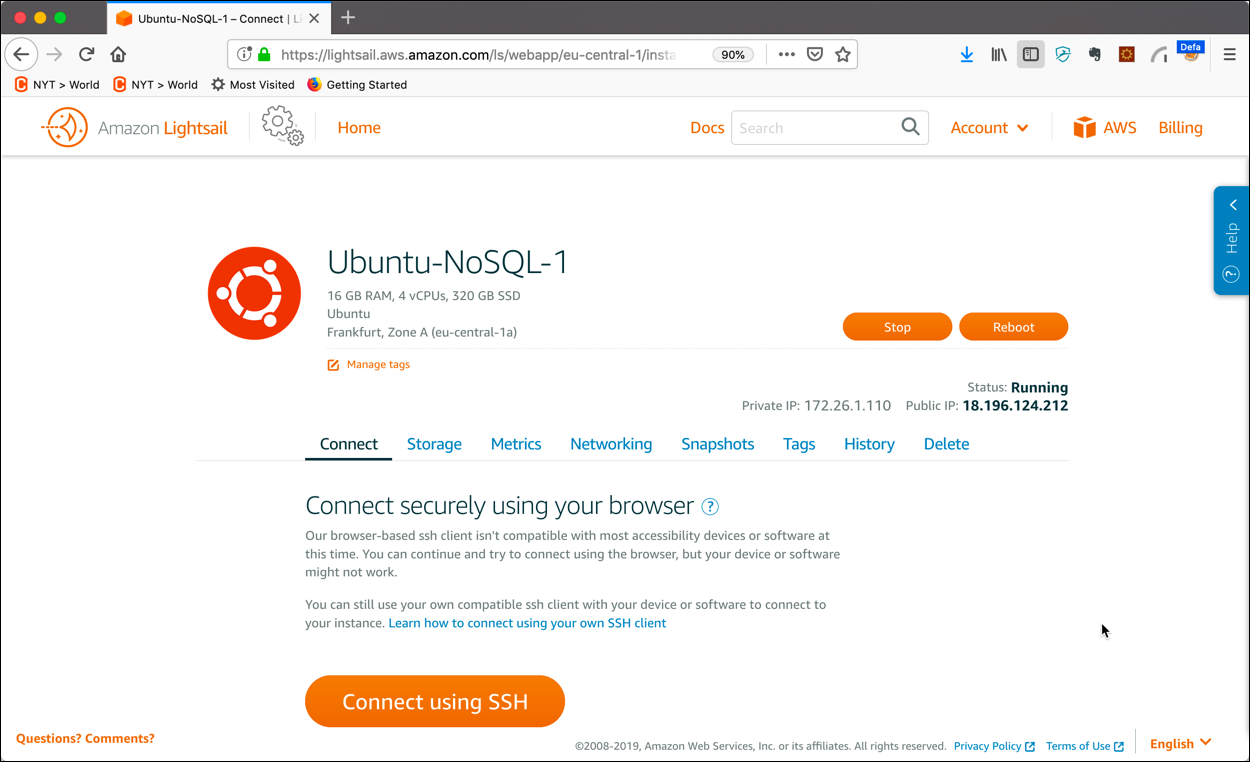 Ubuntu-NoSQL-1 – Connect | Li
https://lightsail.aws.amazon.com/ls/webapp/eu-central-1/insta
90%
Defa
NYT > World
NYT > World
Most Visited
Getting Started
Amazon Lightsail
Home
Docs
Search
Account
AWS
Billing
Help
Ubuntu-NoSQL-1
16 GB RAM, 4 vCPUs, 320 GB SSD
Ubuntu
Frankfurt, Zone A (eu-central-1a)
Stop
Reboot
Manage tags
Status: Running
Private IP: 172.26.1.110 Public IP: 18.196.124.212
Connect
Storage
Metrics
Networking
Snapshots
Tags
History
Delete
Connect securely using your browser ?
Our browser-based ssh client isn't compatible with most accessibility devices or software at
this time. You can continue and try to connect using the browser, but your device or software
might not work.
You can still use your own compatible ssh client with your device or software to connect to
your instance. Learn how to connect using your own SSH client
Connect using SSH
Questions? Comments?
©2008-2019, Amazon Web Services, Inc. or its affiliates. All rights reserved.
Privacy Policy
Terms of Use
English